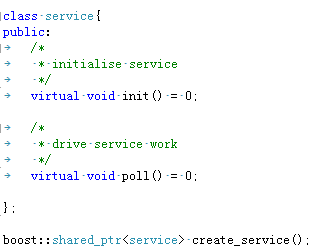 class service{
public:
/*
* initialise service
*/
virtual void init() = 0;
/*
* drive service work
*/
virtual void poll() = 0;
};
boost::shared_ptr<service> create_service();